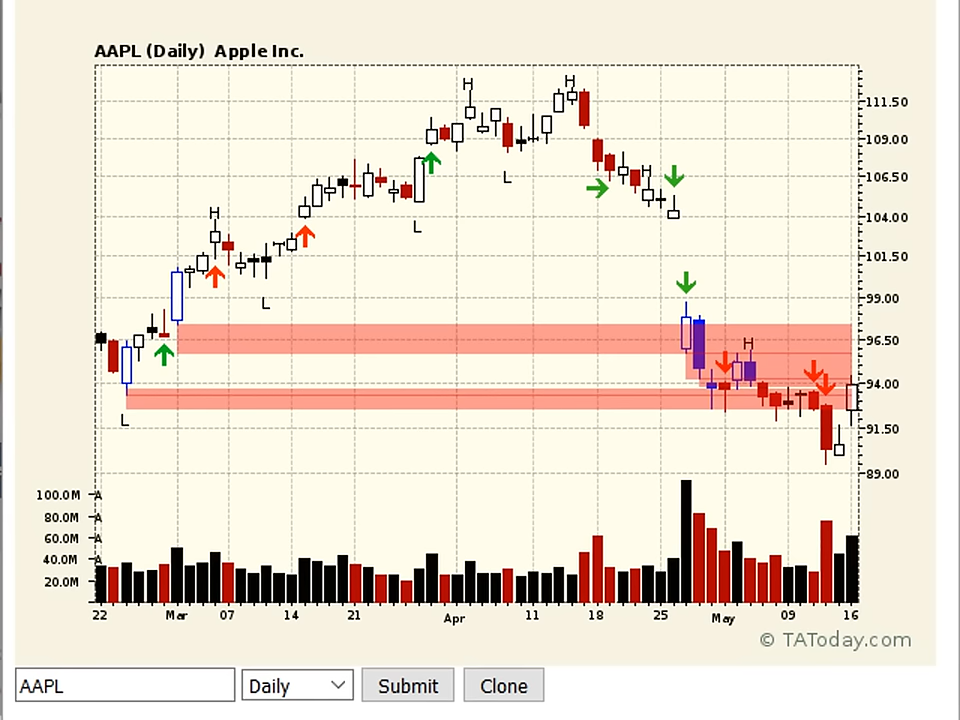 AAPL (Daily) Apple Inc.
H
H
111.50
109.00
H
106.50
L
H
104.00
L
101.50
L
99.00
96.50
H
94.00
L
91.50
89.00
100.0M A
80.0M A
60.0M A
40.0M A
20.0M
22 Mar 07 14 21 Apr 11 18 25 May 09 16
© TAToday.com
AAPL Daily Submit Clone